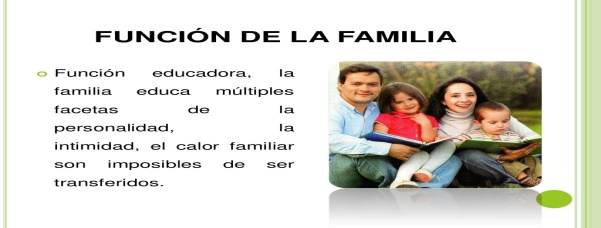 FUNCIÓN DE LA FAMILIA
Función educadora, la
familia educa múltiples
facetas de la
personalidad, la
intimidad, el calor familiar
son imposibles de ser
transferidos.